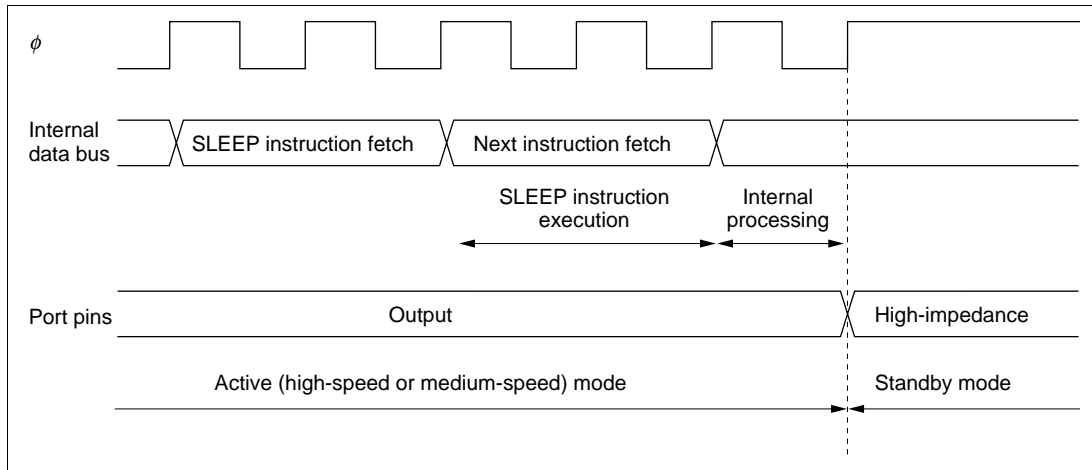 ϕ
Internal
data bus
SLEEP instruction fetch
Next instruction fetch
SLEEP instruction
execution
Internal
processing
Port pins
Output
High-impedance
Active (high-speed or medium-speed) mode
Standby mode